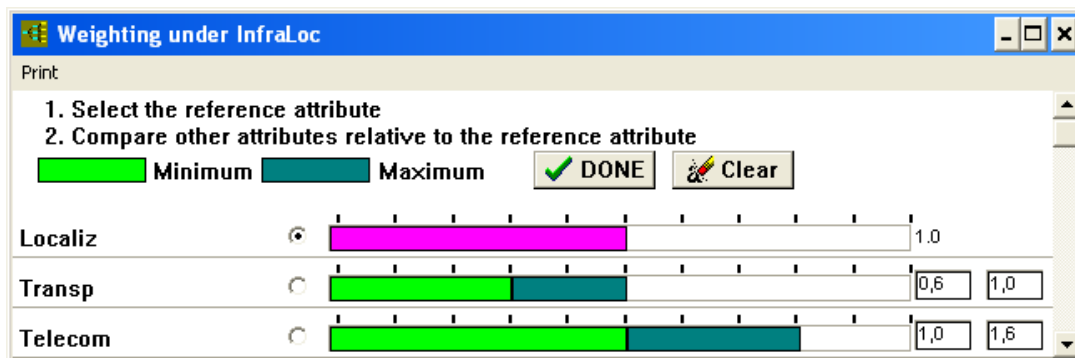 Weighting under InfraLoc
Print
1. Select the reference attribute
2. Compare other attributes relative to the reference attribute
Minimum Maximum DONE Clear
Localiz 1.0
Transp 0,6 1,0
Telecom 1,0 1,6